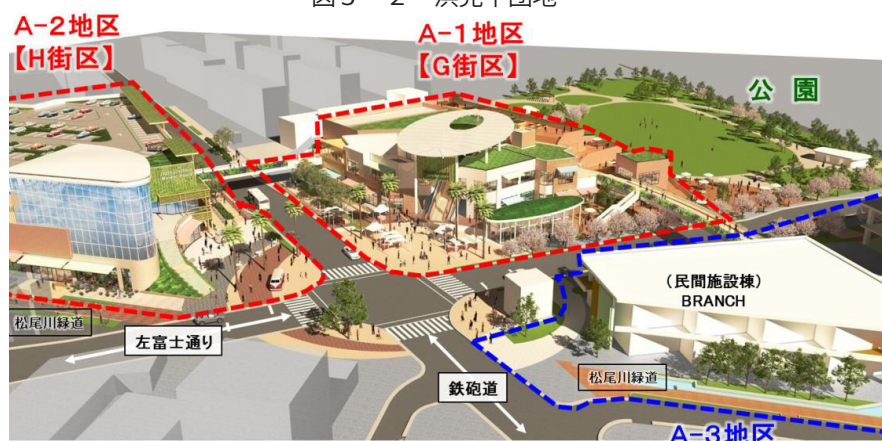 図3－2 浜見平団地
A-2地区
【H街区】
A-1地区
【G街区】
公 園
(民間施設棟)
BRANCH
松尾川緑道
左富士通り
鉄砲道
松尾川緑道
A-3地区